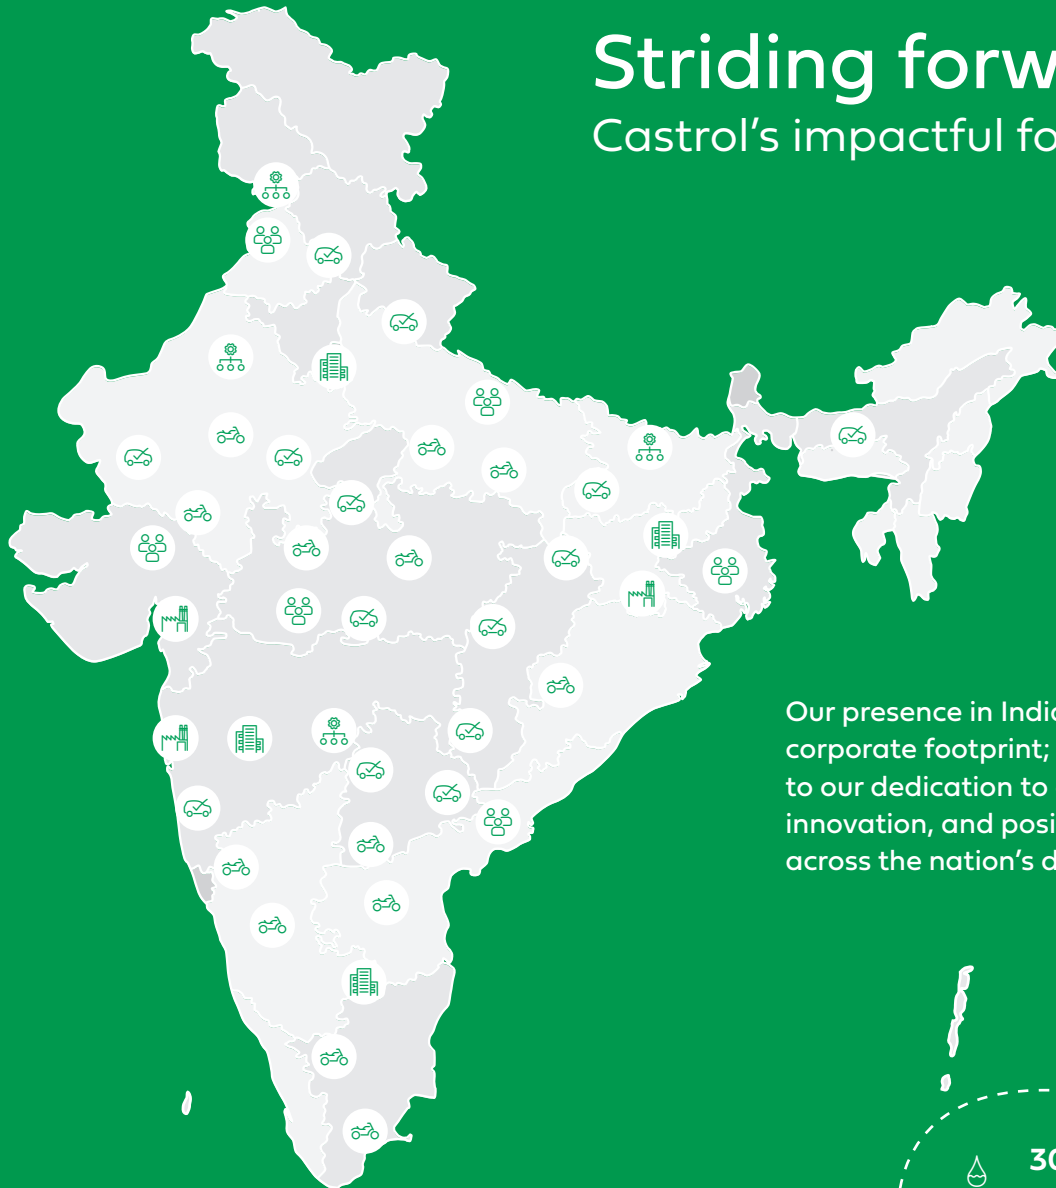 Striding forw
Castrol's impactful fo
Our presence in India
corporate footprint;
to our dedication to
innovation, and posi
across the nation's d
30